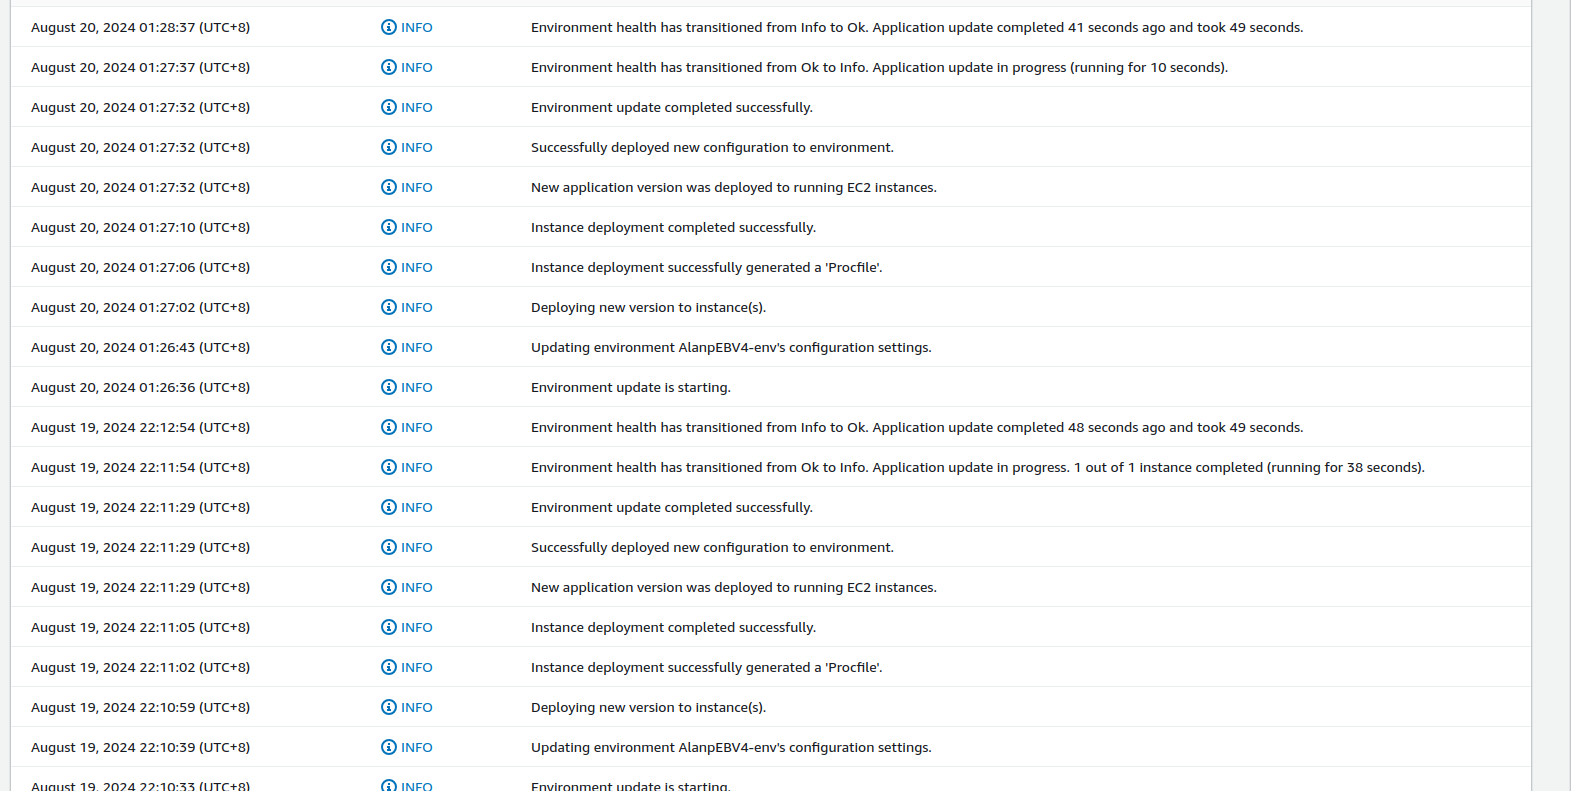 August 20, 2024 01:28:37 (UTC+8) INFO Environment health has transitioned from Info to Ok. Application update completed 41 seconds ago and took 49 seconds.
August 20, 2024 01:27:37 (UTC+8) INFO Environment health has transitioned from Ok to Info. Application update in progress (running for 10 seconds).
August 20, 2024 01:27:32 (UTC+8) INFO Environment update completed successfully.
August 20, 2024 01:27:32 (UTC+8) INFO Successfully deployed new configuration to environment.
August 20, 2024 01:27:32 (UTC+8) INFO New application version was deployed to running EC2 instances.
August 20, 2024 01:27:10 (UTC+8) INFO Instance deployment completed successfully.
August 20, 2024 01:27:06 (UTC+8) INFO Instance deployment successfully generated a 'Procfile'.
August 20, 2024 01:27:02 (UTC+8) INFO Deploying new version to instance(s).
August 20, 2024 01:26:43 (UTC+8) INFO Updating environment AlanpEBV4-env's configuration settings.
August 20, 2024 01:26:36 (UTC+8) INFO Environment update is starting.
August 19, 2024 22:12:54 (UTC+8) INFO Environment health has transitioned from Info to Ok. Application update completed 48 seconds ago and took 49 seconds.
August 19, 2024 22:11:54 (UTC+8) INFO Environment health has transitioned from Ok to Info. Application update in progress. 1 out of 1 instance completed (running for 38 seconds).
August 19, 2024 22:11:29 (UTC+8) INFO Environment update completed successfully.
August 19, 2024 22:11:29 (UTC+8) INFO Successfully deployed new configuration to environment.
August 19, 2024 22:11:29 (UTC+8) INFO New application version was deployed to running EC2 instances.
August 19, 2024 22:11:05 (UTC+8) INFO Instance deployment completed successfully.
August 19, 2024 22:11:02 (UTC+8) INFO Instance deployment successfully generated a 'Procfile'.
August 19, 2024 22:10:59 (UTC+8) INFO Deploying new version to instance(s).
August 19, 2024 22:10:39 (UTC+8) INFO Updating environment AlanpEBV4-env's configuration settings.
August 19, 2024 22:10:33 (UTC+8) INFO Environment update is starting.